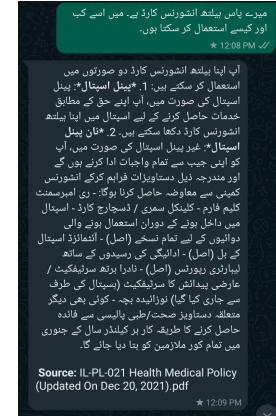 میرے پاس ہیلتھ انشورنس کارڈ ہے۔ میں اسے کب
اور کیسے استعمال کر سکتا ہوں۔
★ 12:08 PM
آپ اپنا ہیلتھ انشورنس کارڈ دو صورتوں میں
استعمال کر سکتے ہیں: 1. *پینل اسپتال*: پینل
اسپتال کی صورت میں، آپ اپنے حق کے مطابق
خدمات حاصل کرنے کے لیے اسپتال میں اپنا ہیلتھ
انشورنس کارڈ دکھا سکتے ہیں۔ 2. *نان پینل
اسپتال*: غیر پینل اسپتال کی صورت میں، آپ
کو اپنی جیب سے تمام واجبات ادا کرنے ہوں گے
اور مندرجہ ذیل دستاویزات فراہم کرکے انشورنس
کمپنی سے معاوضہ حاصل کرنا ہوگا: - ری امبرسمنٹ
کلیم فارم - کلینکل سمری / ڈسچارج کارڈ - اسپتال
میں داخل ہونے کے دوران استعمال ہونے والی
دوائیوں کے لیے تمام نسخے (اصل) - آئٹمائزڈ اسپتال
کے بل (اصل) - ادائیگی کی رسیدوں کے ساتھ
لیبارٹری رپورٹس (اصل) - نادرا برتھ سرٹیفکیٹ /
عارضی پیدائش کا سرٹیفکیٹ (ہسپتال کی طرف
سے جاری کیا گیا) نوزائیدہ بچہ - کوئی بھی دیگر
متعلقہ دستاویز صحت/طبی پالیسی سے فائدہ
حاصل کرنے کا طریقہ کار ہر کیلنڈر سال کے جنوری
میں تمام کور ملازمین کو بتا دیا جائے گا۔
Source: IL-PL-021 Health Medical Policy
(Updated On Dec 20, 2021).pdf
★ 12:09 PM